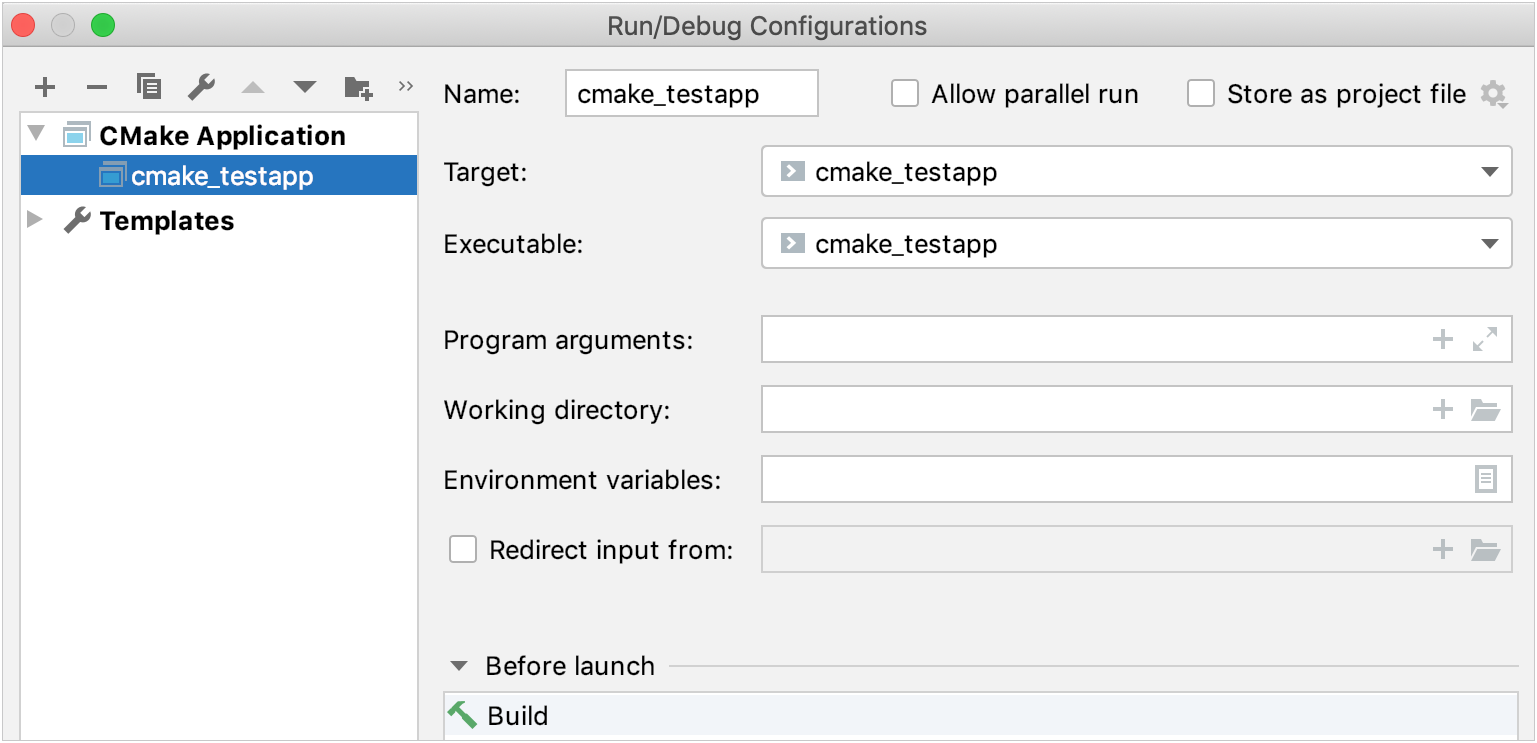 Run/Debug Configurations
Name: cmake_testapp Allow parallel run Store as project file
CMake Application
cmake_testapp
Templates
Target: cmake_testapp
Executable: cmake_testapp
Program arguments:
Working directory:
Environment variables:
Redirect input from:
Before launch
Build